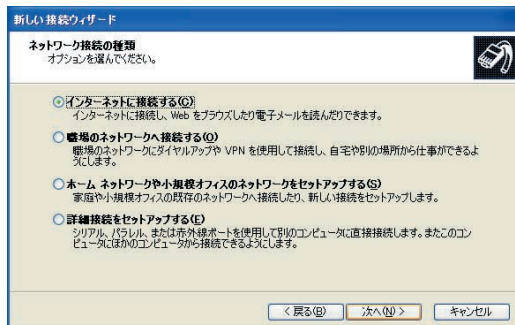 新しい接続ウィザード
ネットワーク接続の種類
オプションを選んでください。
インターネットに接続する(C)
インターネットに接続し、Web をブラウズしたり電子メールを読んだりできます。
職場のネットワークへ接続する(O)
職場のネットワークにダイヤルアップや VPN を使用して接続し、自宅や別の場所から仕事ができるよ
うにします。
ホーム ネットワークや小規模オフィスのネットワークをセットアップする(S)
家庭や小規模オフィスの既存のネットワークへ接続したり、新しい接続をセットアップします。
詳細接続をセットアップする(E)
シリアル、パラレル、または赤外線ポートを使用して別のコンピュータに直接接続します。またこのコン
ピュータにほかのコンピュータから接続できるようにします。
< 戻る(B) 次へ(N) > キャンセル